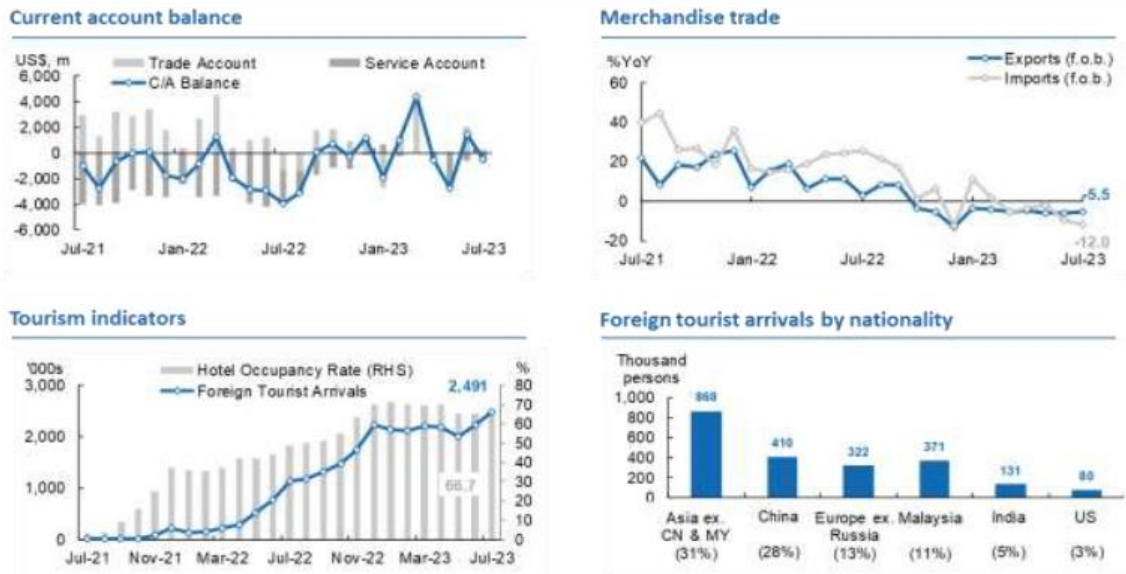 Current account balance
US$, m
Trade Account
Service Account
C/A Balance
6,000
4,000
2,000
0
-2,000
-4,000
-6,000
Jul-21 Jan-22 Jul-22 Jan-23 Jul-23
Merchandise trade
%YoY
Exports (f.o.b.)
Imports (f.o.b.)
60
40
20
0
-20
-5.5
-12.0
Jul-21 Jan-22 Jul-22 Jan-23 Jul-23
Tourism indicators
'000s
%
Hotel Occupancy Rate (RHS)
Foreign Tourist Arrivals
2,491
3,000
2,000
1,000
0
80
70
60
50
40
30
20
10
0
66.7
Jul-21 Nov-21 Mar-22 Jul-22 Nov-22 Mar-23 Jul-23
Foreign tourist arrivals by nationality
Thousand
persons
1,000
800
600
400
200
0
868
410
322
371
131
80
Asia ex. China Europe ex. Malaysia India US
CN & MY Russia
(31%) (28%) (13%) (11%) (5%) (3%)